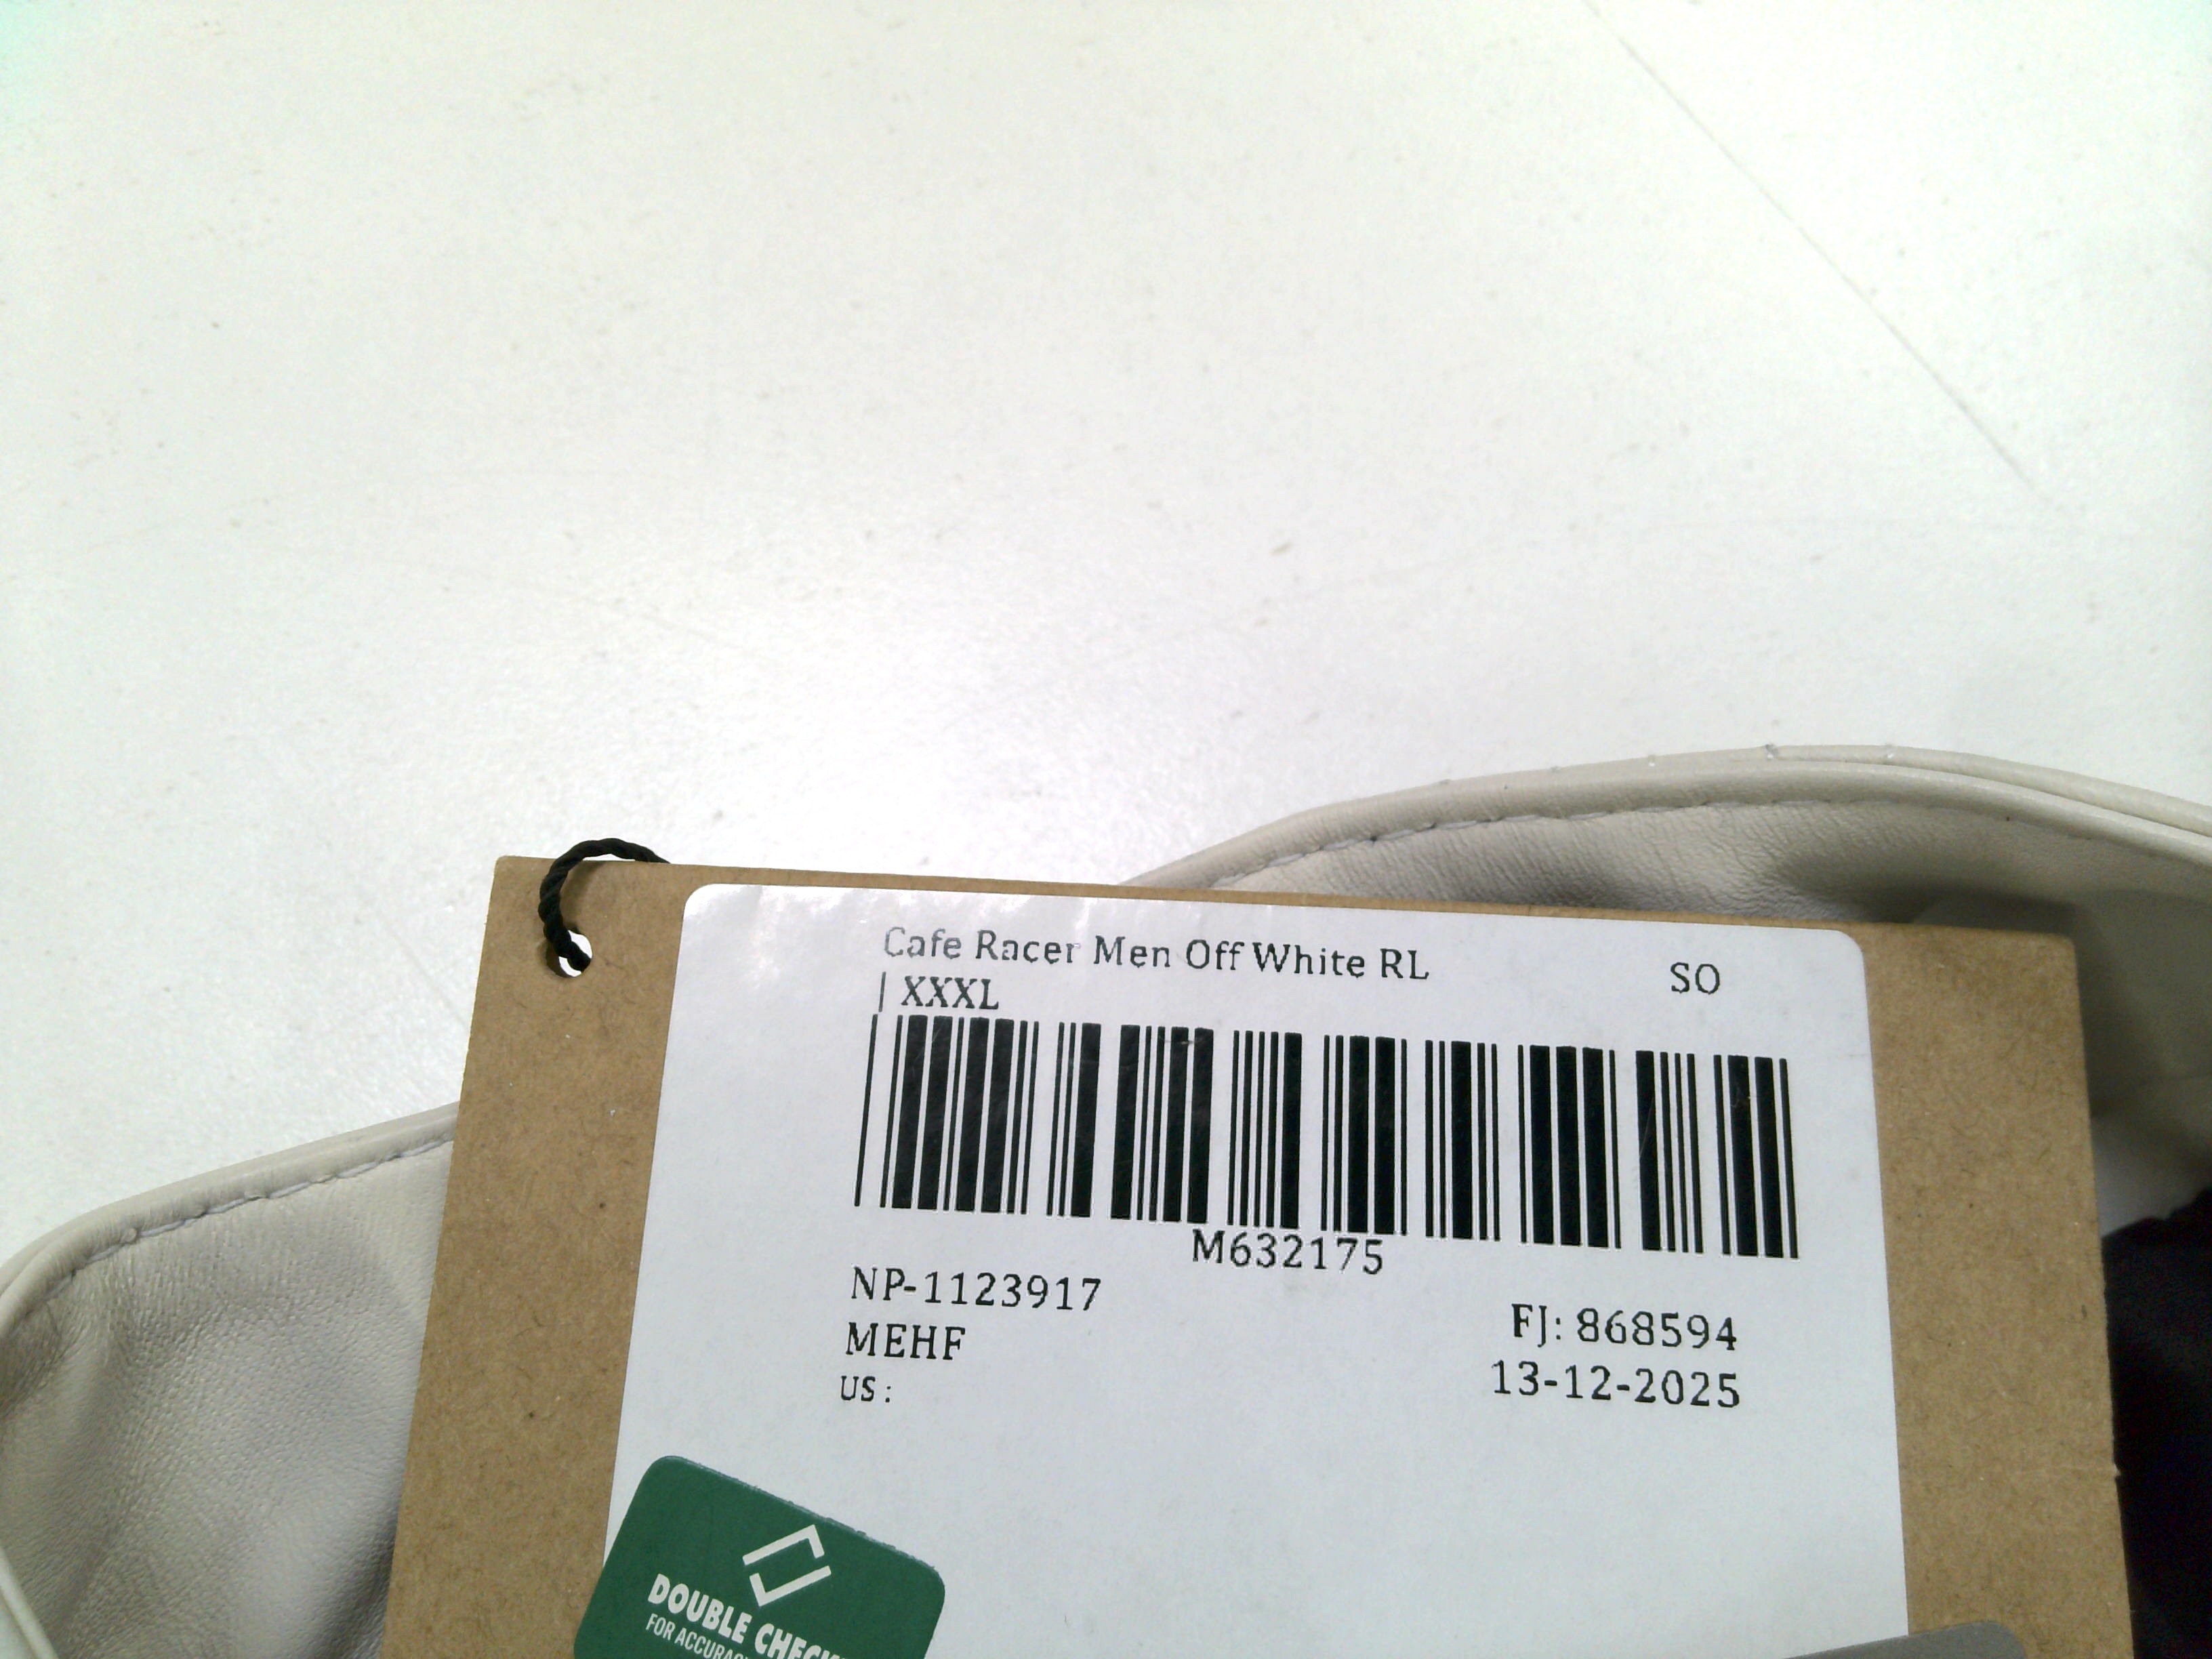 Cafe Racer Men Off White RL
| XXXL
SO
M632175
NP-1123917
MEHF
US :
FJ: 868594
13-12-2025
DOUBLE
FOR